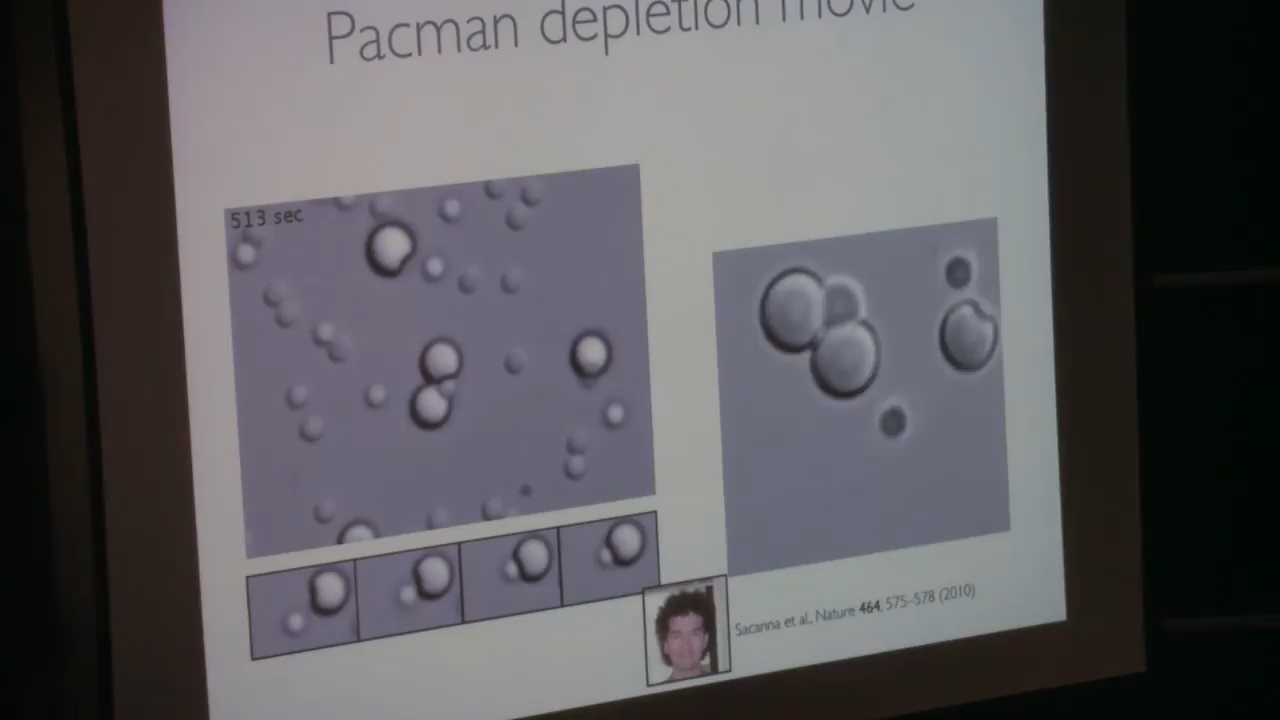 Pacman depletion movie
513 sec
Sacanna et al., Nature 464, 575–578 (2010)